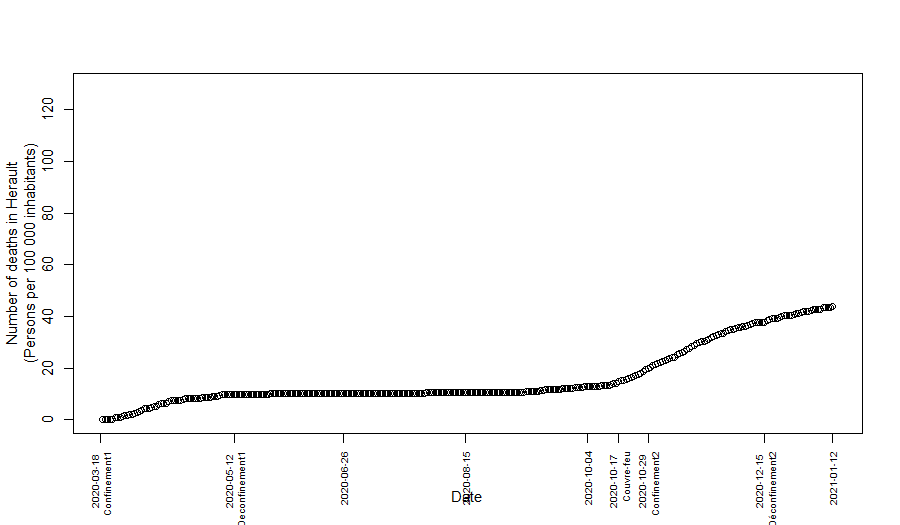 Number of deaths in Herault
(Persons per 100 000 inhabitants)
120
100
80
60
40
20
0
2020-03-18
Confinement1
2020-05-12
Deconfinement1
2020-06-26
2020-08-15
2020-10-04
2020-10-17
Couvre-feu
2020-10-29
Confinement2
2020-12-15
Déconfinement2
2021-01-12
Date